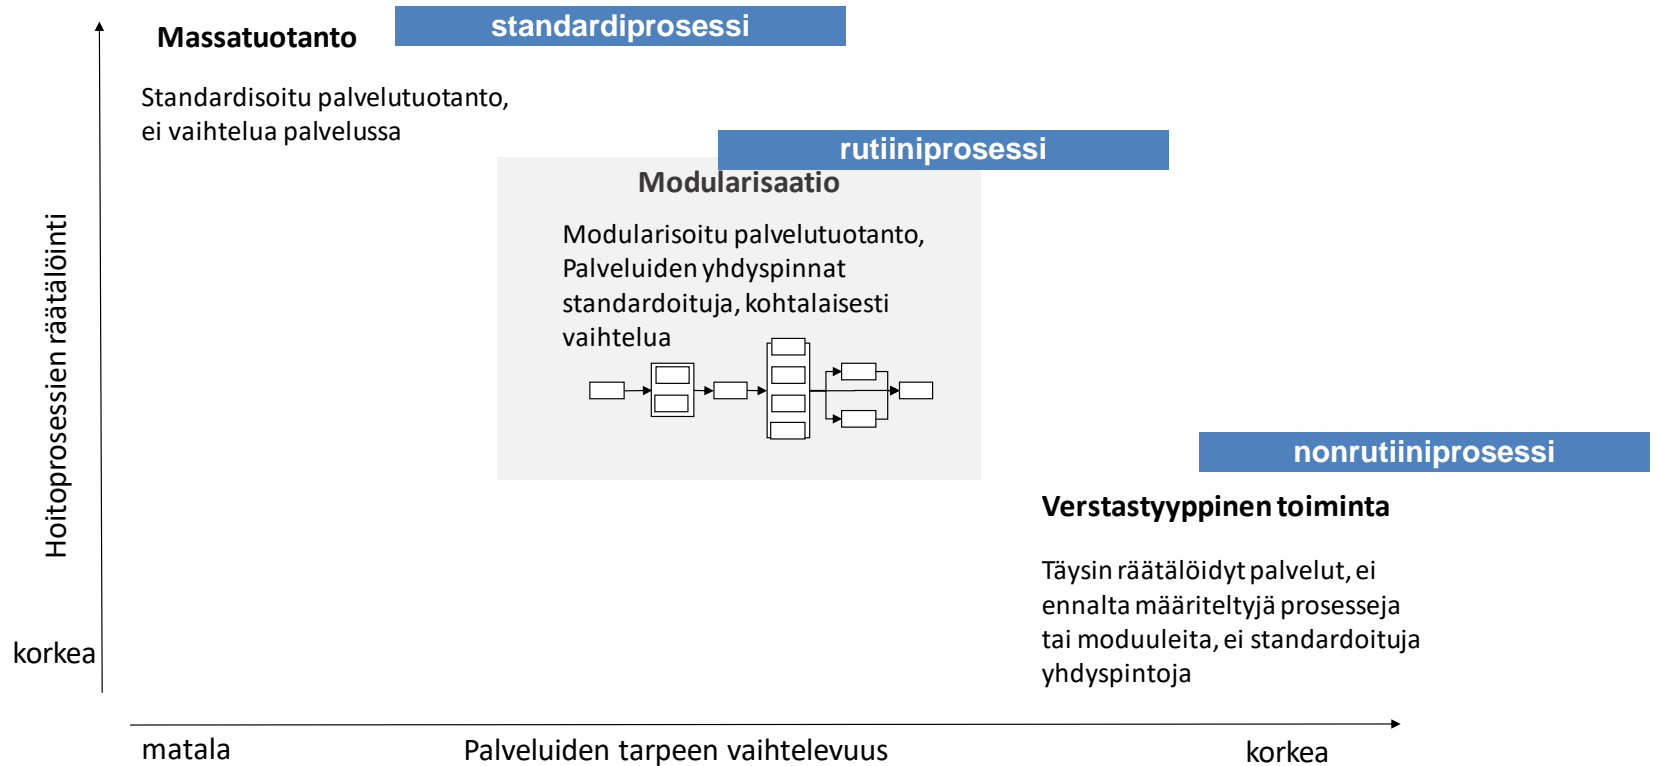 Massatuotanto
standardiprosessi
Standardisoitu palvelutuotanto,
ei vaihtelua palvelussa
rutiiniprosessi
Modularisaatio
Modularisoitu palvelutuotanto,
Palveluiden yhdyspinnat
standardoituja, kohtalaisesti
vaihtelua
Hoitoprosessien räätälöinti
nonrutiiniprosessi
Verstastyyppinen toiminta
Täysin räätälöidyt palvelut, ei
ennalta määriteltyjä prosesseja
tai moduuleita, ei standardoituja
yhdyspintoja
korkea
matala
Palveluiden tarpeen vaihtelevuus
korkea